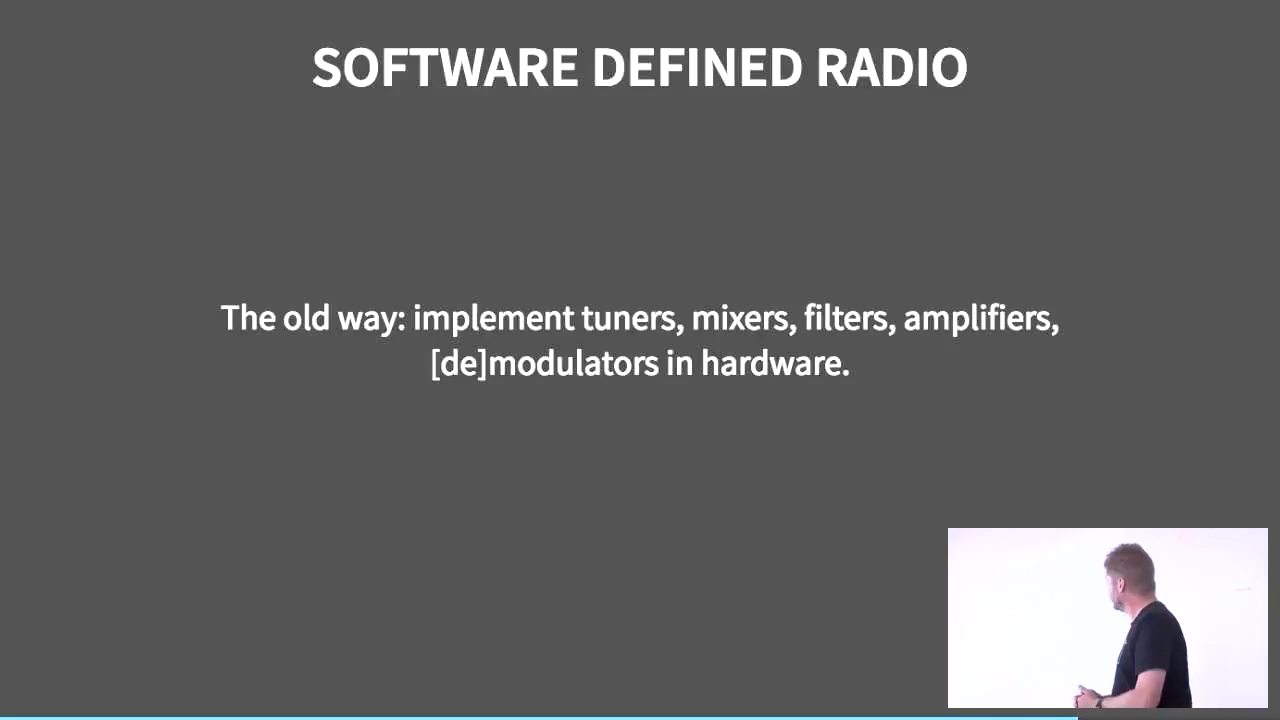 SOFTWARE DEFINED RADIO
The old way: implement tuners, mixers, filters, amplifiers,
[de]modulators in hardware.